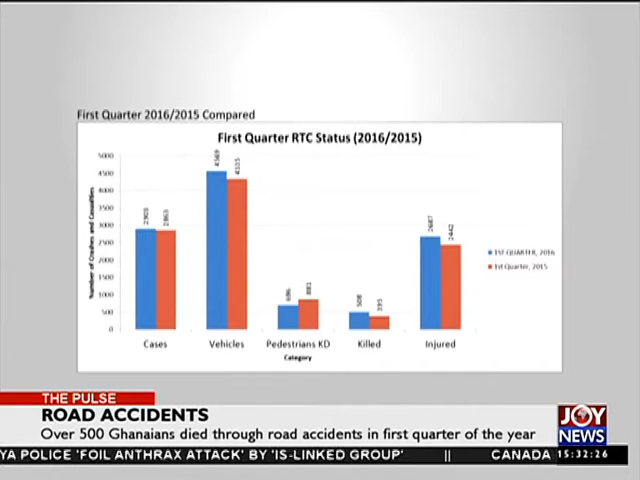 First Quarter 2016/2015 Compared
First Quarter RTC Status (2016/2015)
Number of Crashes and Casualties
5000
4500
4000
3500
3000
2500
2000
1500
1000
500
0
2903
2863
4569
4335
696
881
508
395
2687
2442
1ST QUARTER, 2016
1st Quarter, 2015
Cases Vehicles Pedestrians KD Killed Injured
Category
THE PULSE
ROAD ACCIDENTS
Over 500 Ghanaians died through road accidents in first quarter of the year
JOY
NEWS
YA POLICE 'FOIL ANTHRAX ATTACK' BY 'IS-LINKED GROUP' || CANADA 15:32:26